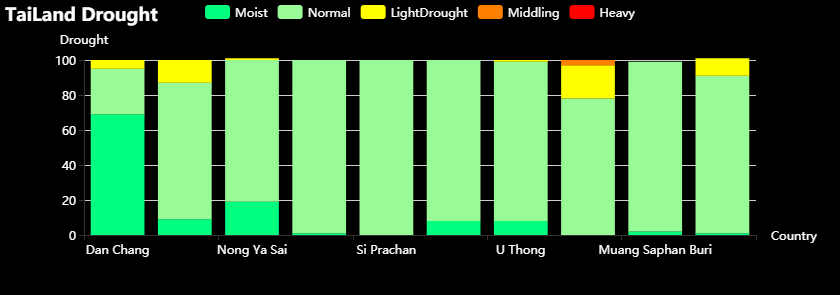 TaiLand Drought
Moist Normal LightDrought Middling Heavy
Drought
100
80
60
40
20
0
Dan Chang Nong Ya Sai Si Prachan U Thong Muang Saphan Buri
Country